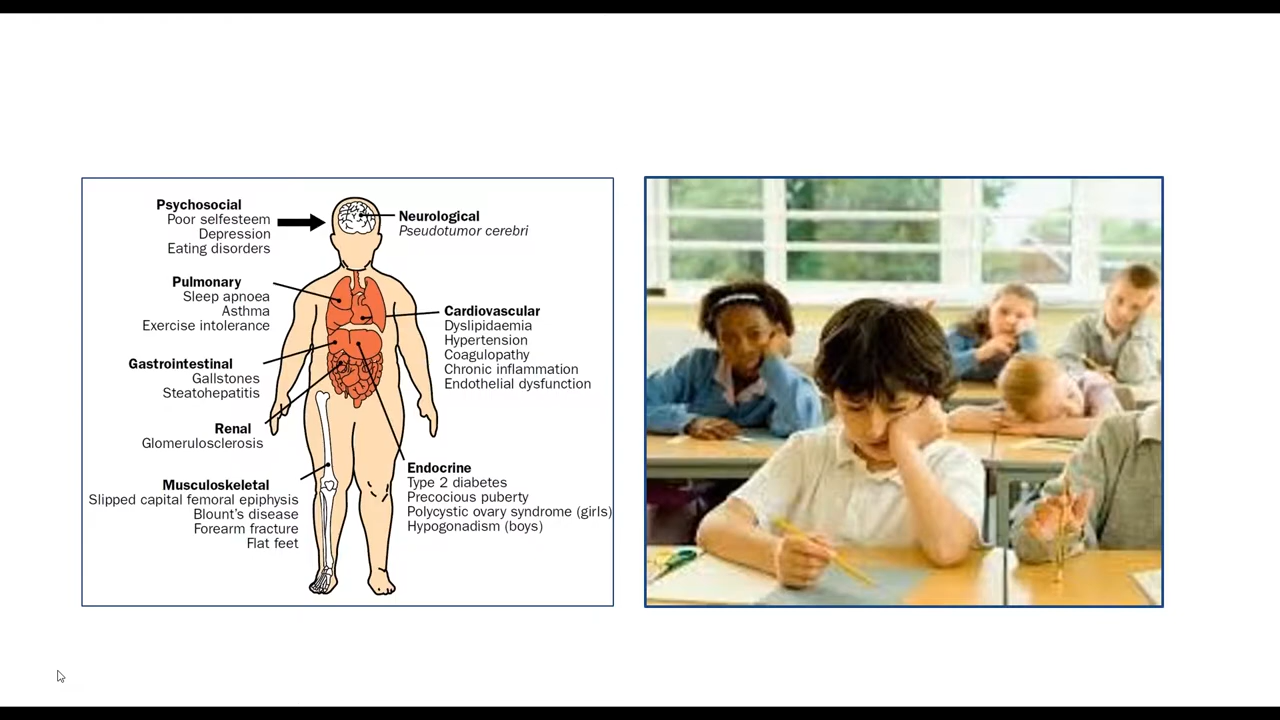 Psychosocial
Poor selfesteem
Depression
Eating disorders
Neurological
Pseudotumor cerebri
Pulmonary
Sleep apnoea
Asthma
Exercise intolerance
Cardiovascular
Dyslipidaemia
Hypertension
Coagulopathy
Chronic inflammation
Endothelial dysfunction
Gastrointestinal
Gallstones
Steatohepatitis
Renal
Glomerulosclerosis
Musculoskeletal
Slipped capital femoral epiphysis
Blount's disease
Forearm fracture
Flat feet
Endocrine
Type 2 diabetes
Precocious puberty
Polycystic ovary syndrome (girls)
Hypogonadism (boys)